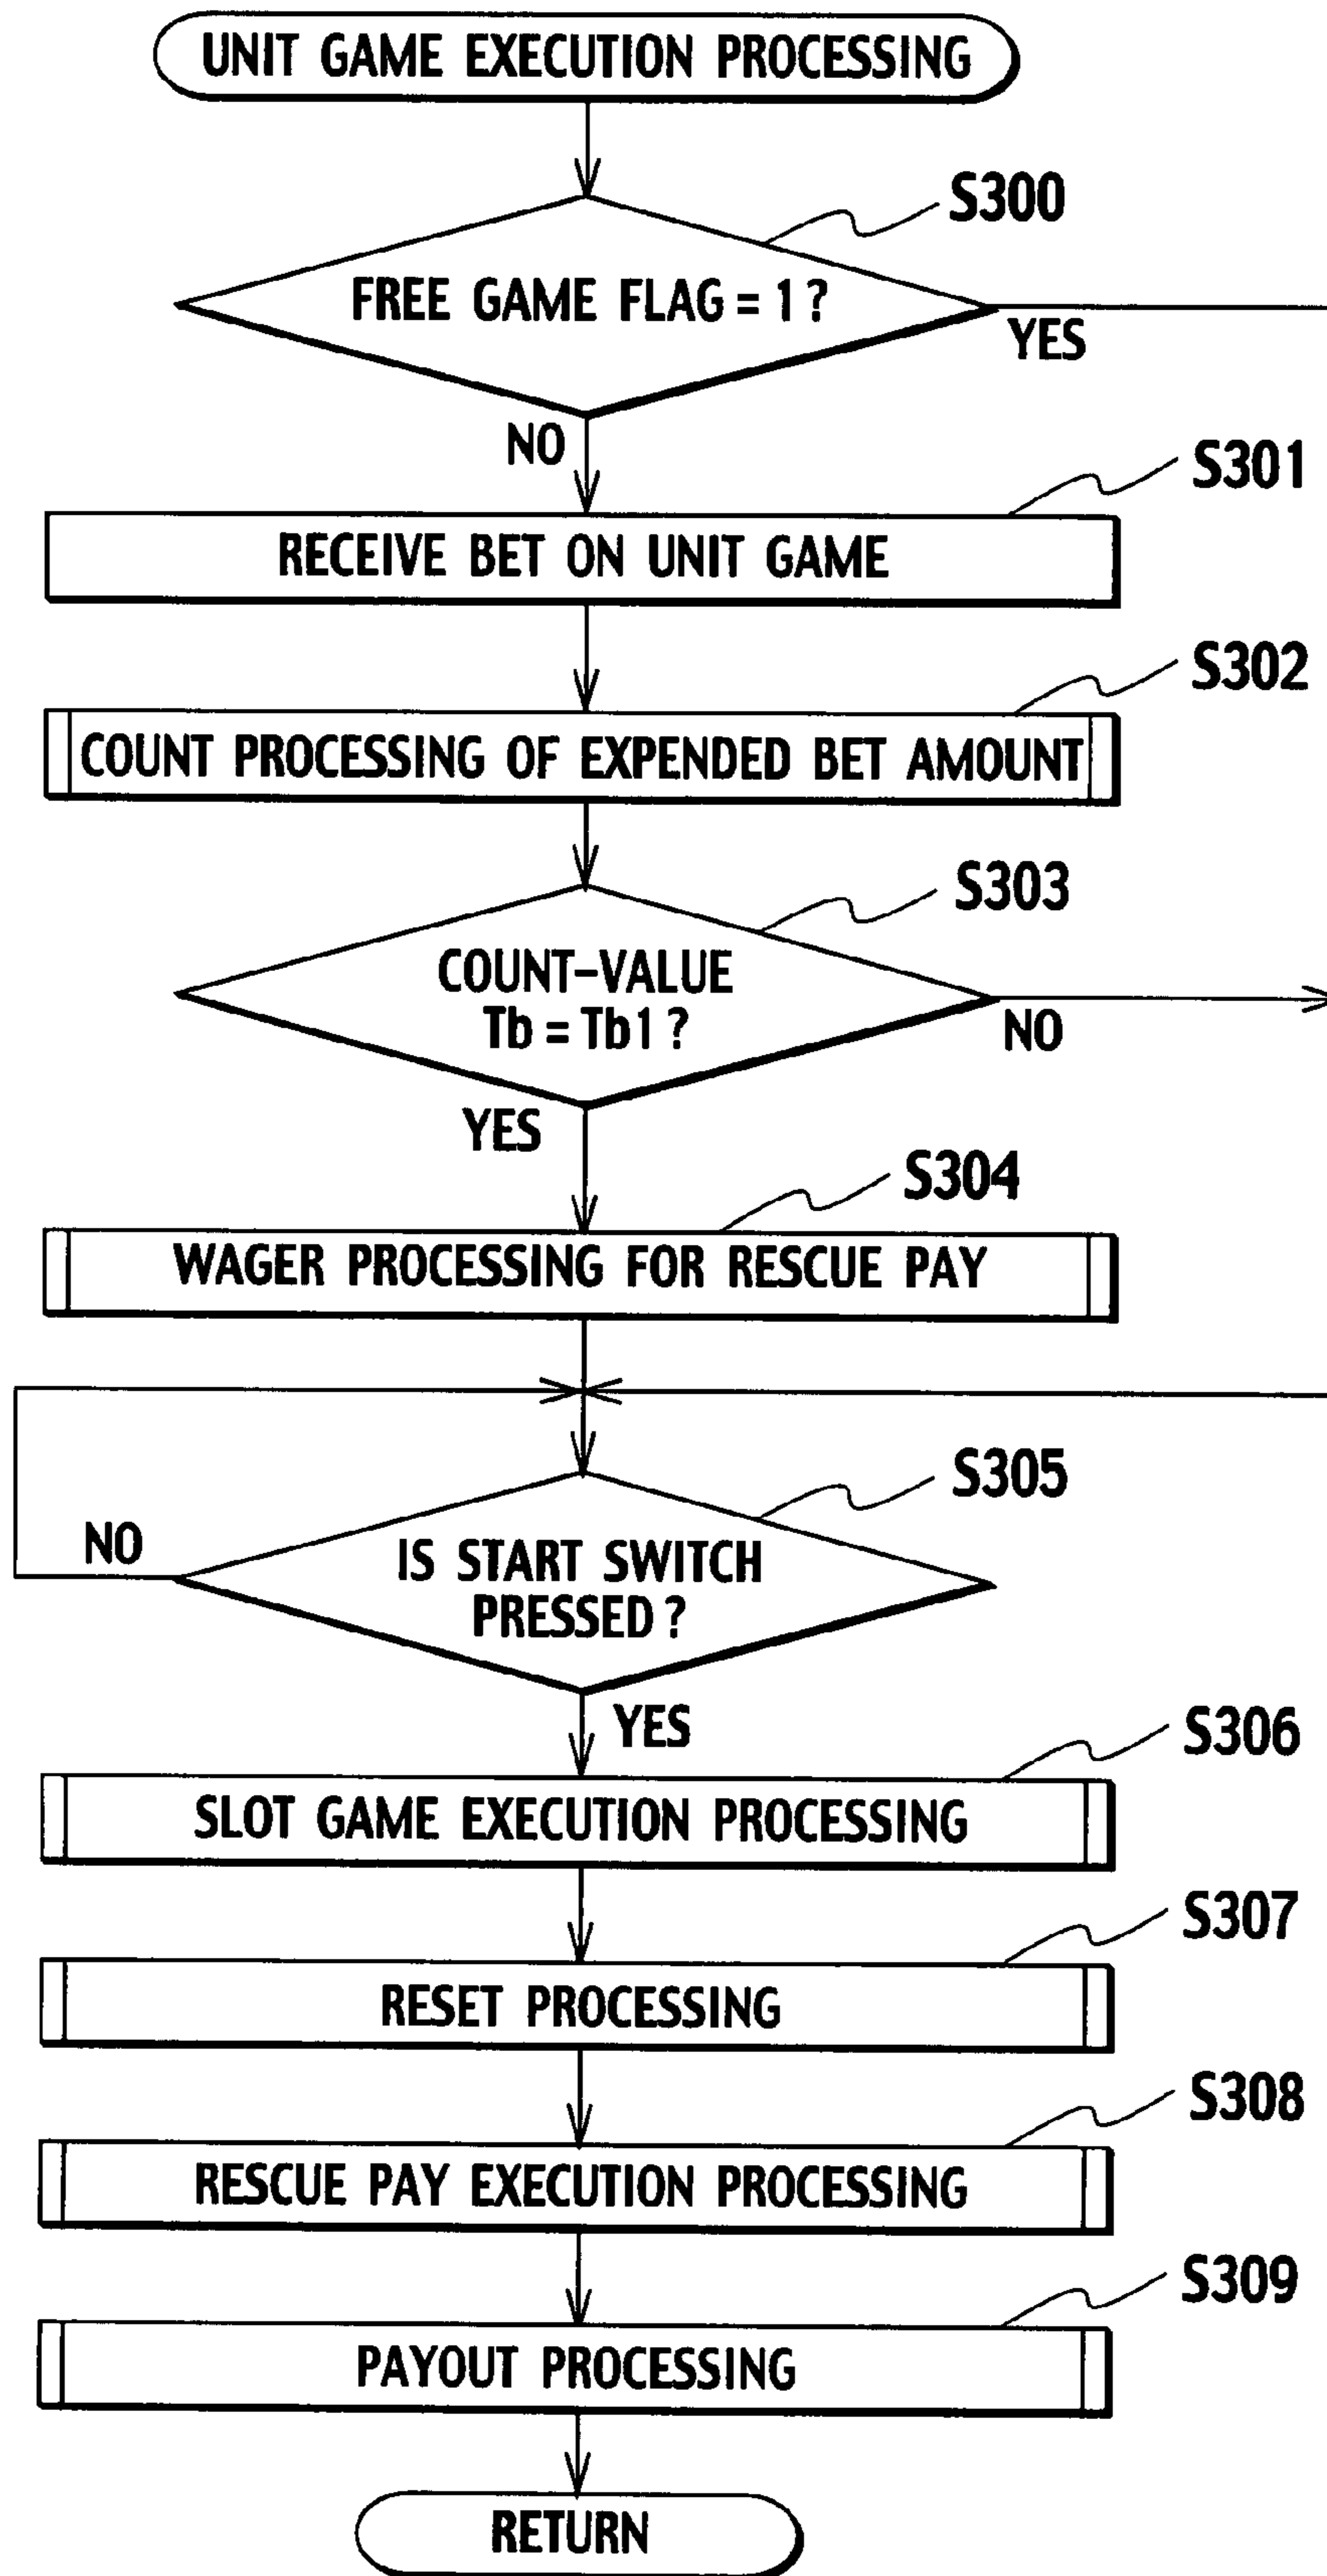 UNIT GAME EXECUTION PROCESSING
S300
FREE GAME FLAG = 1 ?
YES
NO
S301
RECEIVE BET ON UNIT GAME
S302
COUNT PROCESSING OF EXPENDED BET AMOUNT
S303
COUNT-VALUE
Tb = Tb1 ?
NO
YES
S304
WAGER PROCESSING FOR RESCUE PAY
S305
NO
IS START SWITCH
PRESSED ?
YES
S306
SLOT GAME EXECUTION PROCESSING
S307
RESET PROCESSING
S308
RESCUE PAY EXECUTION PROCESSING
S309
PAYOUT PROCESSING
RETURN